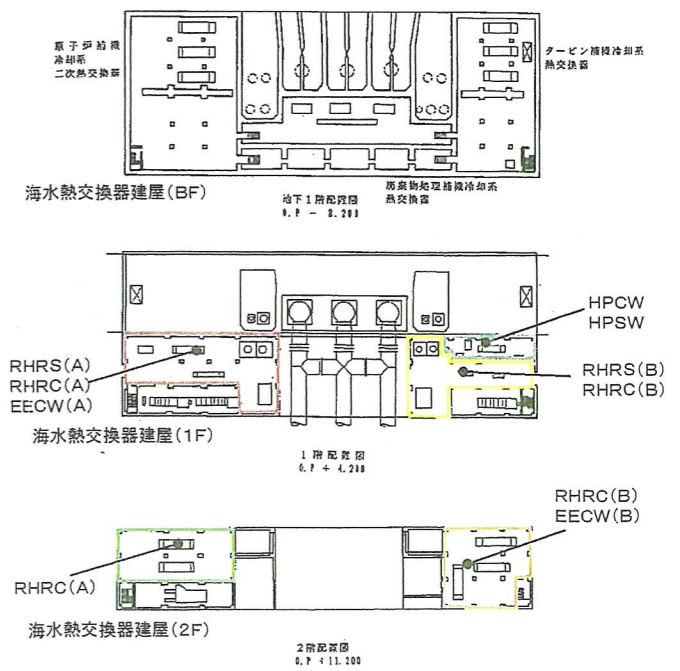 原子炉補機
冷却系
二次熱交換器
タービン補機冷却系
熱交換器
海水熱交換器建屋(BF)
地下1階配置図
O.P - 8.200
廃棄物処理補機冷却系
熱交換器
HPCW
HPSW
RHRS(A)
RHRC(A)
EECW(A)
RHRS(B)
RHRC(B)
海水熱交換器建屋(1F)
1階配置図
O.P + 4.200
RHRC(B)
EECW(B)
RHRC(A)
海水熱交換器建屋(2F)
2階配置図
O.P + 11.200